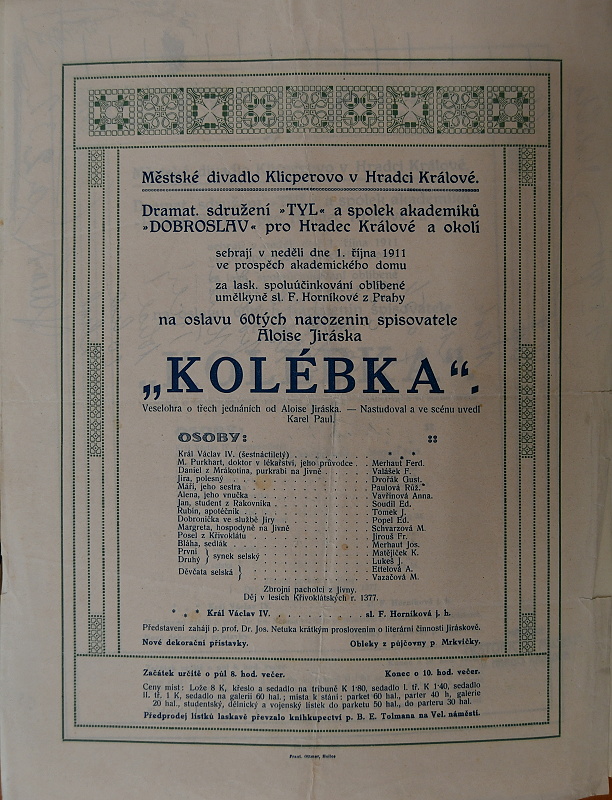 Městské divadlo Klicperovo v Hradci Králové.
Dramat. sdružení »TYL« a spolek akademiků
»DOBROSLAV« pro Hradec Králové a okolí
sehrají v neděli dne 1. října 1911
ve prospěch akademického domu
za lask. spoluúčinkování oblíbené
umělkyně sl. F. Horníkové z Prahy
na oslavu 60tých narozenin spisovatele
Aloise Jiráska
„KOLÉBKA“.
Veselohra o třech jednáních od Aloise Jiráska. — Nastudoval a ve scénu uvedl
Karel Paul.
OSOBY:
Král Václav IV. (šestnáctiletý) . . . * * *
M. Purkhart, doktor v lékařství, jeho průvodce . . Merhaut Ferd.
Daniel z Mrákotína, purkrabí na Jivně . . . Valášek F.
Jíra, polesný . . . Dvořák Gust.
Máří, jeho sestra . . . Paulová Růž.
Alena, jeho vnučka . . . Vavřinová Anna.
Jan, student z Rakovníka . . . Soudil Ed.
Rubín, apotéčník . . . Tomek J.
Dobronička ve službě Jíry . . . Popel Ed.
Margreta, hospodyně na Jivně . . . Schvarzová M.
Posel z Křivoklátu . . . Jirouš Fr.
Bláha, sedlák . . . Merhaut Jos.
První } synek selský . . . Matějíček K.
Druhý } Lukeš J.
Děvčata selská } . . . Ettelová A.
Vazačová M.
Zbrojní pacholci z Jivny.
Děj v lesích Křivoklátských r. 1377.
* * * Král Václav IV. . . . sl. F. Horníková j. h.
Představení zahájí p. prof. Dr. Jos. Netuka krátkým proslovením o literární činnosti Jiráskově.
Nové dekorační přístavky. Obleky z půjčovny p. Mrkvičky.
Začátek určitě o půl 8. hod. večer. Konec o 10. hod. večer.
Ceny míst: Lože 8 K, křeslo a sedadlo na tribuně K 1·80, sedadlo I. tř. K 1·40, sedadlo
II. tř. 1 K, sedadlo na galerii 60 hal.; místa k stání: parket 60 hal., parter 40 h, galerie
20 hal., studentský, dělnický a vojenský lístek do parketu 50 hal., do parteru 30 hal.
Předprodej lístků laskavě převzalo knihkupectví p. B. E. Tolmana na Vel. náměstí.